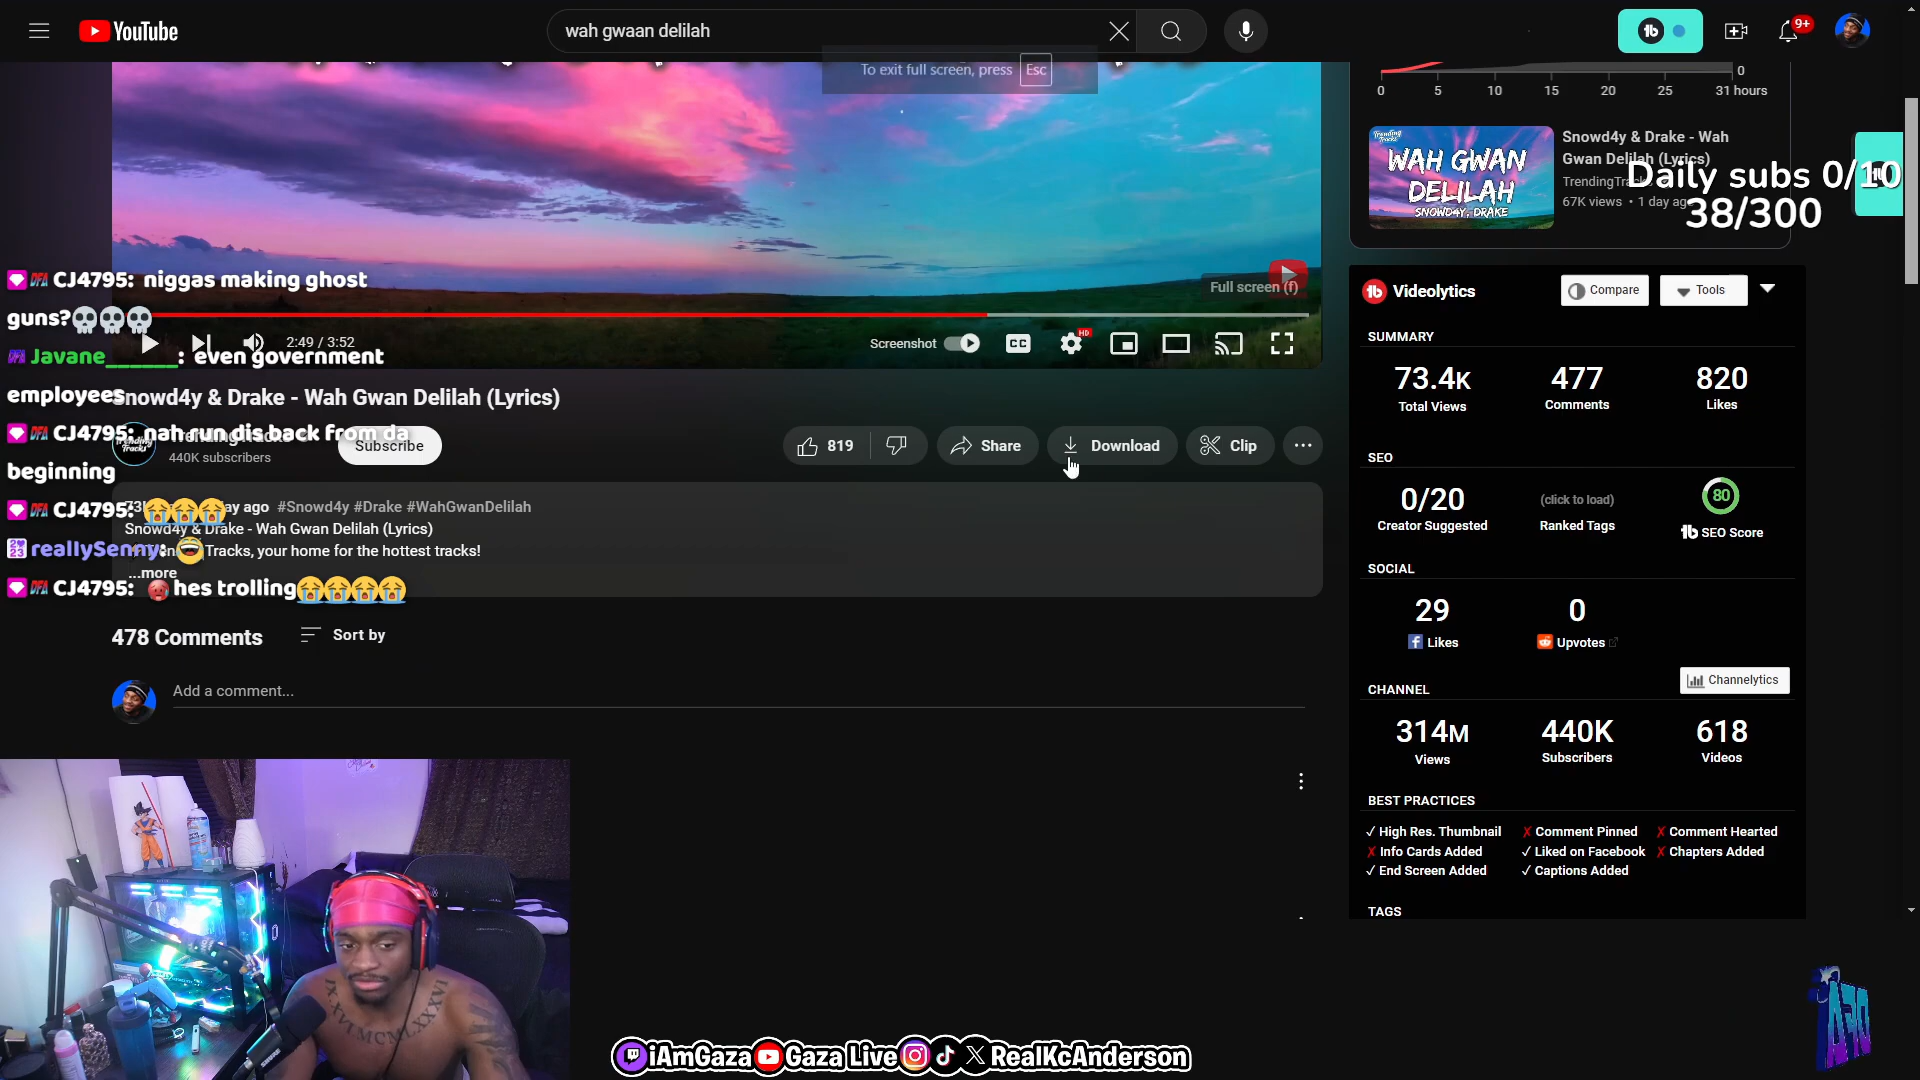 YouTube
wah gwaan delilah
9+
To exit full screen, press Esc
0
0 5 10 15 20 25 31 hours
Trending Tracks
WAH GWAN
DELILAH
SNOWD4Y, DRAKE
Snowd4y & Drake - Wah
Gwan Delilah (Lyrics)
67K views • 1 day ago
Daily subs 0/10
38/300
Full screen (f)
2:49 / 3:52
Screenshot
CC
HD
CJ4795: niggas making ghost
guns?💀💀💀
Javane______: even government
employees
CJ4795: nah run dis back from da
beginning
CJ4795: 😭😭😭
reallySenny: 😂
CJ4795: 🥵hes trolling😭😭😭😭
Snowd4y & Drake - Wah Gwan Delilah (Lyrics)
Trending Tracks
440K subscribers
Subscribe
819
Share
Download
Clip
day ago #Snowd4y #Drake #WahGwanDelilah
Snowd4y & Drake - Wah Gwan Delilah (Lyrics)
Tracks, your home for the hottest tracks!
...more
478 Comments
Sort by
Add a comment...
Videolytics
Compare
Tools
SUMMARY
73.4K
Total Views
477
Comments
820
Likes
SEO
0/20
Creator Suggested
(click to load)
Ranked Tags
80
SEO Score
SOCIAL
29
Likes
0
Upvotes
CHANNEL
Channelytics
314M
Views
440K
Subscribers
618
Videos
BEST PRACTICES
✓ High Res. Thumbnail
✗ Comment Pinned
✗ Comment Hearted
✗ Info Cards Added
✓ Liked on Facebook
✗ Chapters Added
✓ End Screen Added
✓ Captions Added
TAGS
iAmGaza Gaza Live RealKcAnderson